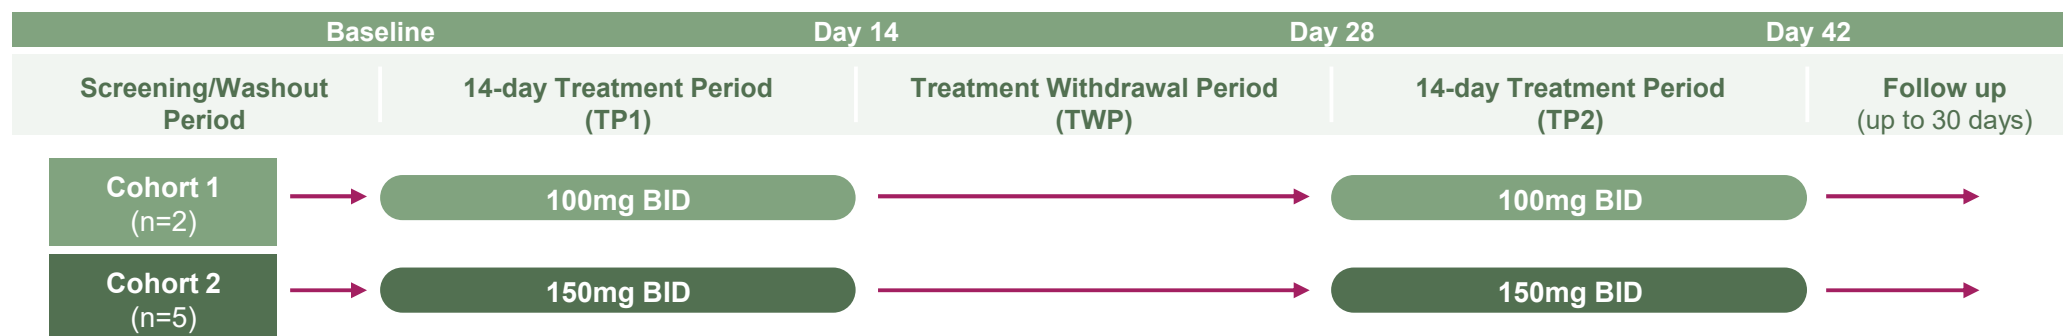 Baseline
Day 14
Day 28
Day 42
Screening/Washout
Period
14-day Treatment Period
(TP1)
Treatment Withdrawal Period
(TWP)
14-day Treatment Period
(TP2)
Follow up
(up to 30 days)
Cohort 1
(n=2)
100mg BID
100mg BID
Cohort 2
(n=5)
150mg BID
150mg BID